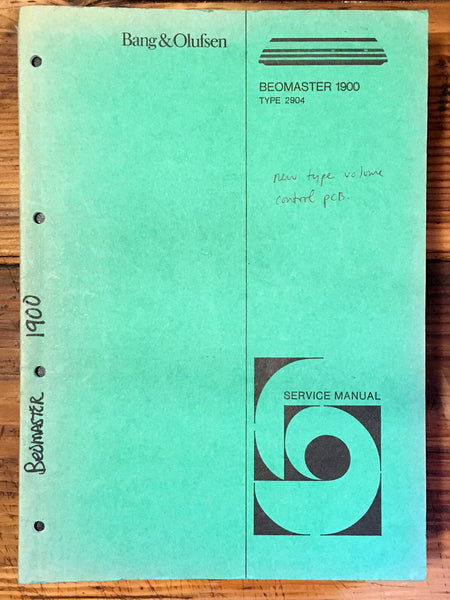 Bang & Olufsen
BEOMASTER 1900
TYPE 2904
new type volume
control pcB.
SERVICE MANUAL
BEOMASTER 1900